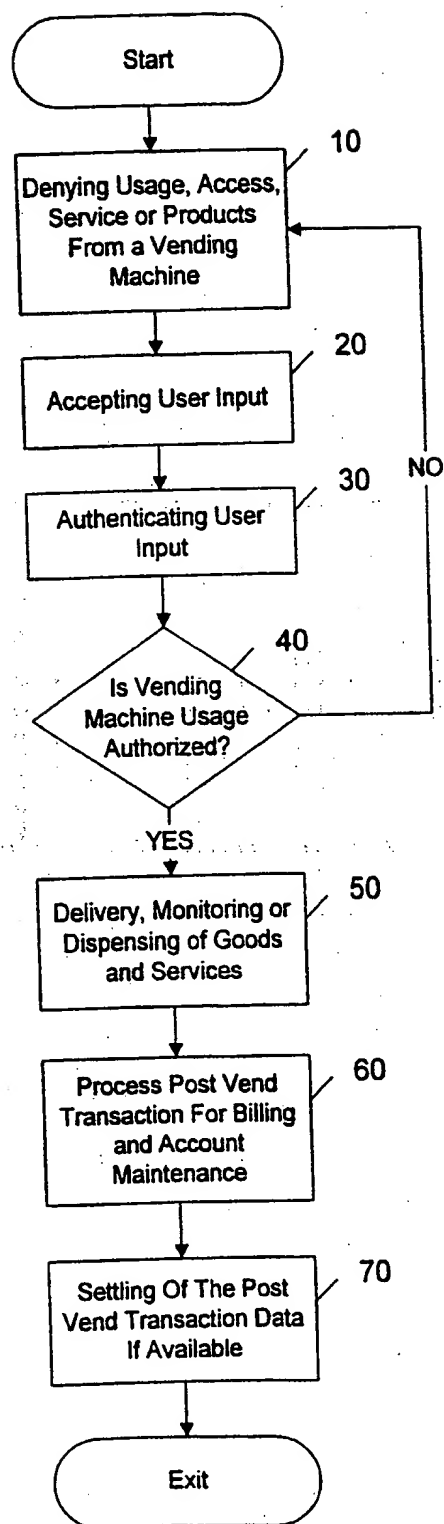 Start
10
Denying Usage, Access,
Service or Products
From a Vending
Machine
20
Accepting User Input
NO
30
Authenticating User
Input
40
Is Vending
Machine Usage
Authorized?
YES
50
Delivery, Monitoring or
Dispensing of Goods
and Services
60
Process Post Vend
Transaction For Billing
and Account
Maintenance
70
Settling Of The Post
Vend Transaction Data
If Available
Exit